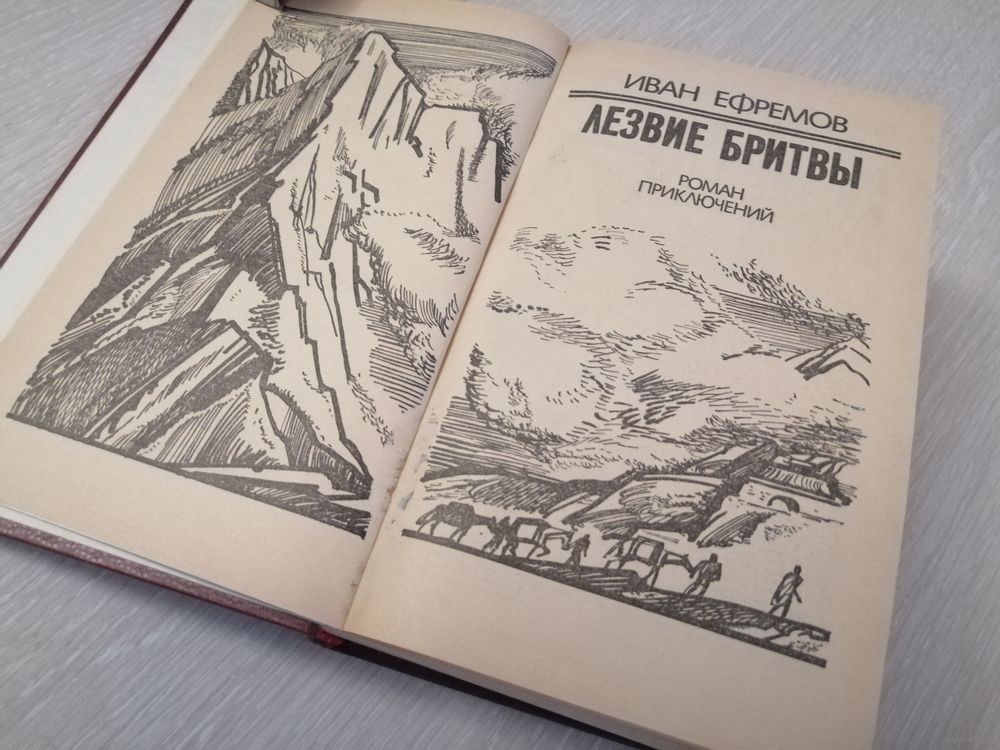 ИВАН ЕФРЕМОВ
ЛЕЗВИЕ БРИТВЫ
РОМАН
ПРИКЛЮЧЕНИЙ